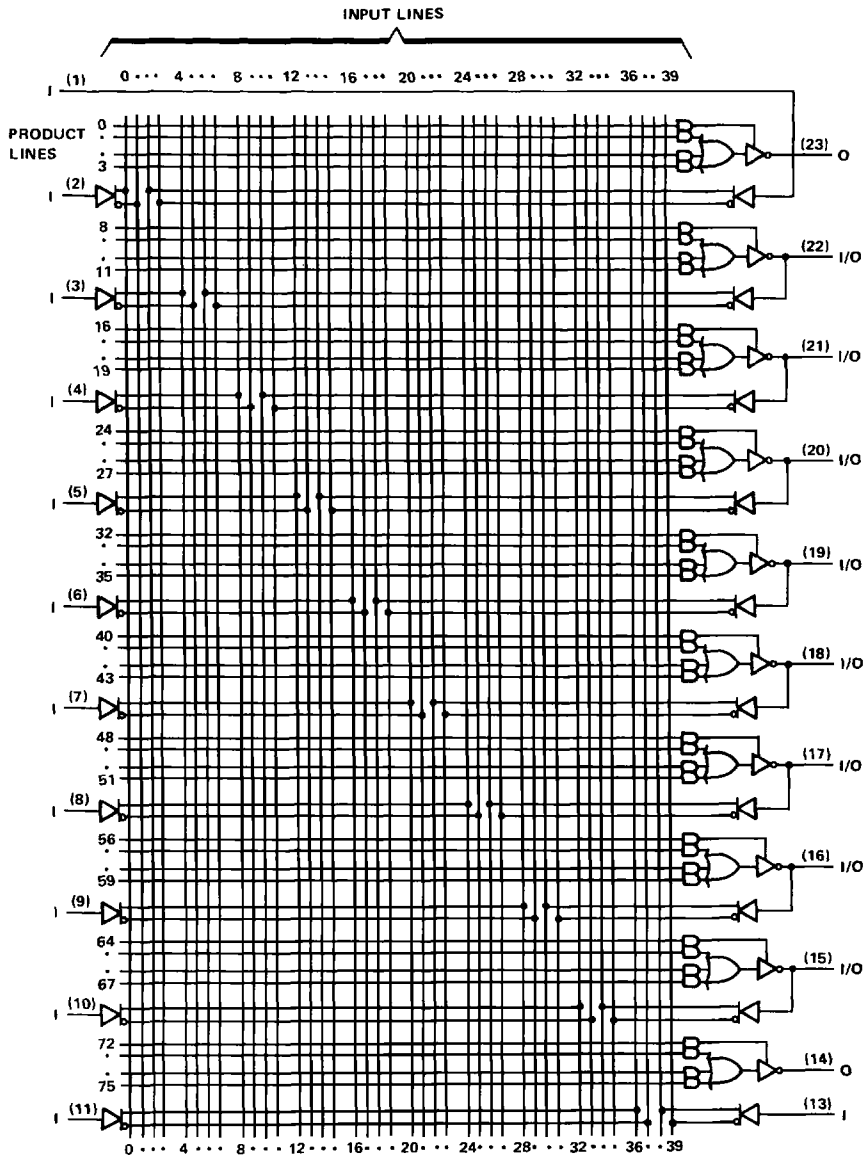 INPUT LINES
0 ••• 4 ••• 8 ••• 12 ••• 16 ••• 20 ••• 24 ••• 28 ••• 32 ••• 36 •• 39
I (1)
PRODUCT
LINES
0
•
•
3
(23) O
I (2)
8
•
•
11
(22) I/O
I (3)
16
•
•
19
(21) I/O
I (4)
24
•
•
27
(20) I/O
I (5)
32
•
•
35
(19) I/O
I (6)
40
•
•
43
(18) I/O
I (7)
48
•
•
51
(17) I/O
I (8)
56
•
•
59
(16) I/O
I (9)
64
•
•
67
(15) I/O
I (10)
72
•
•
75
(14) O
I (11)
(13) I
0 ••• 4 ••• 8 ••• 12 ••• 16 ••• 20 ••• 24 ••• 28 ••• 32 ••• 36 •• 39